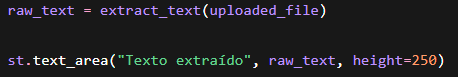 raw_text = extract_text(uploaded_file)
st.text_area("Texto extraído", raw_text, height=250)